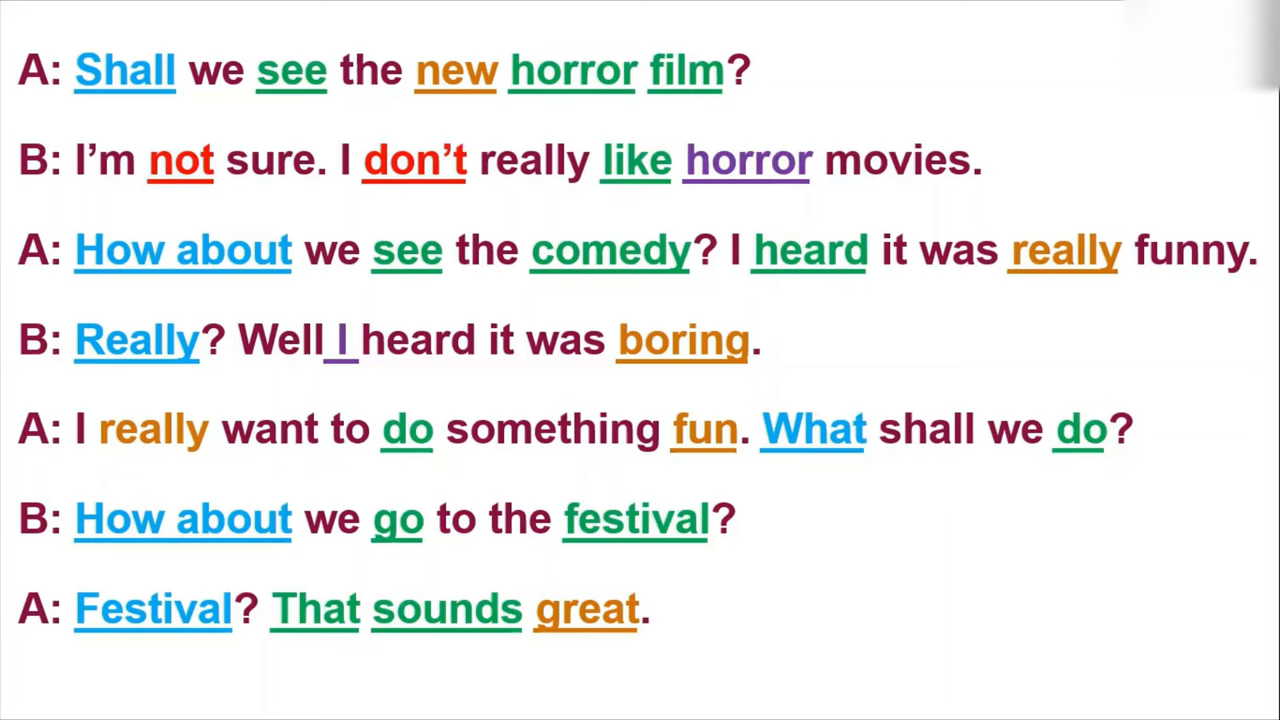 A: Shall we see the new horror film?
B: I’m not sure. I don’t really like horror movies.
A: How about we see the comedy? I heard it was really funny.
B: Really? Well I heard it was boring.
A: I really want to do something fun. What shall we do?
B: How about we go to the festival?
A: Festival? That sounds great.